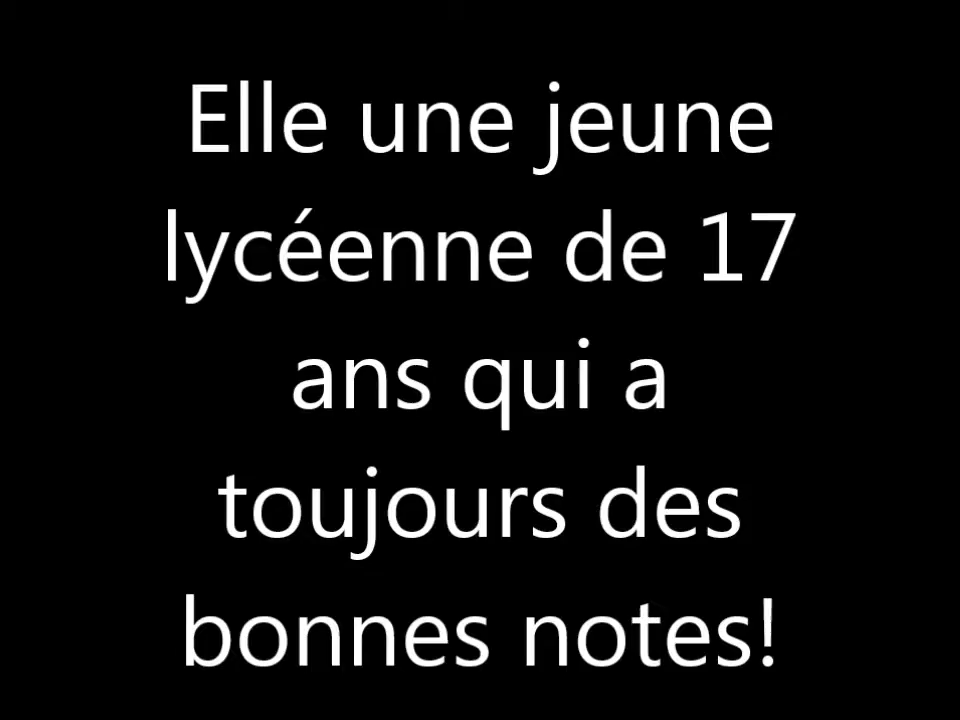 Elle une jeune
lycéenne de 17
ans qui a
toujours des
bonnes notes!